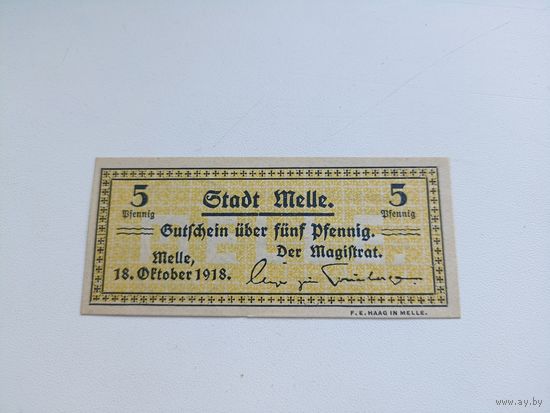 5 Stadt Melle. 5
Pfennig Pfennig
Gutschein über fünf Pfennig.
Melle, Der Magistrat.
18. Oktober 1918.
F. E. HAAG IN MELLE.
www.ay.by